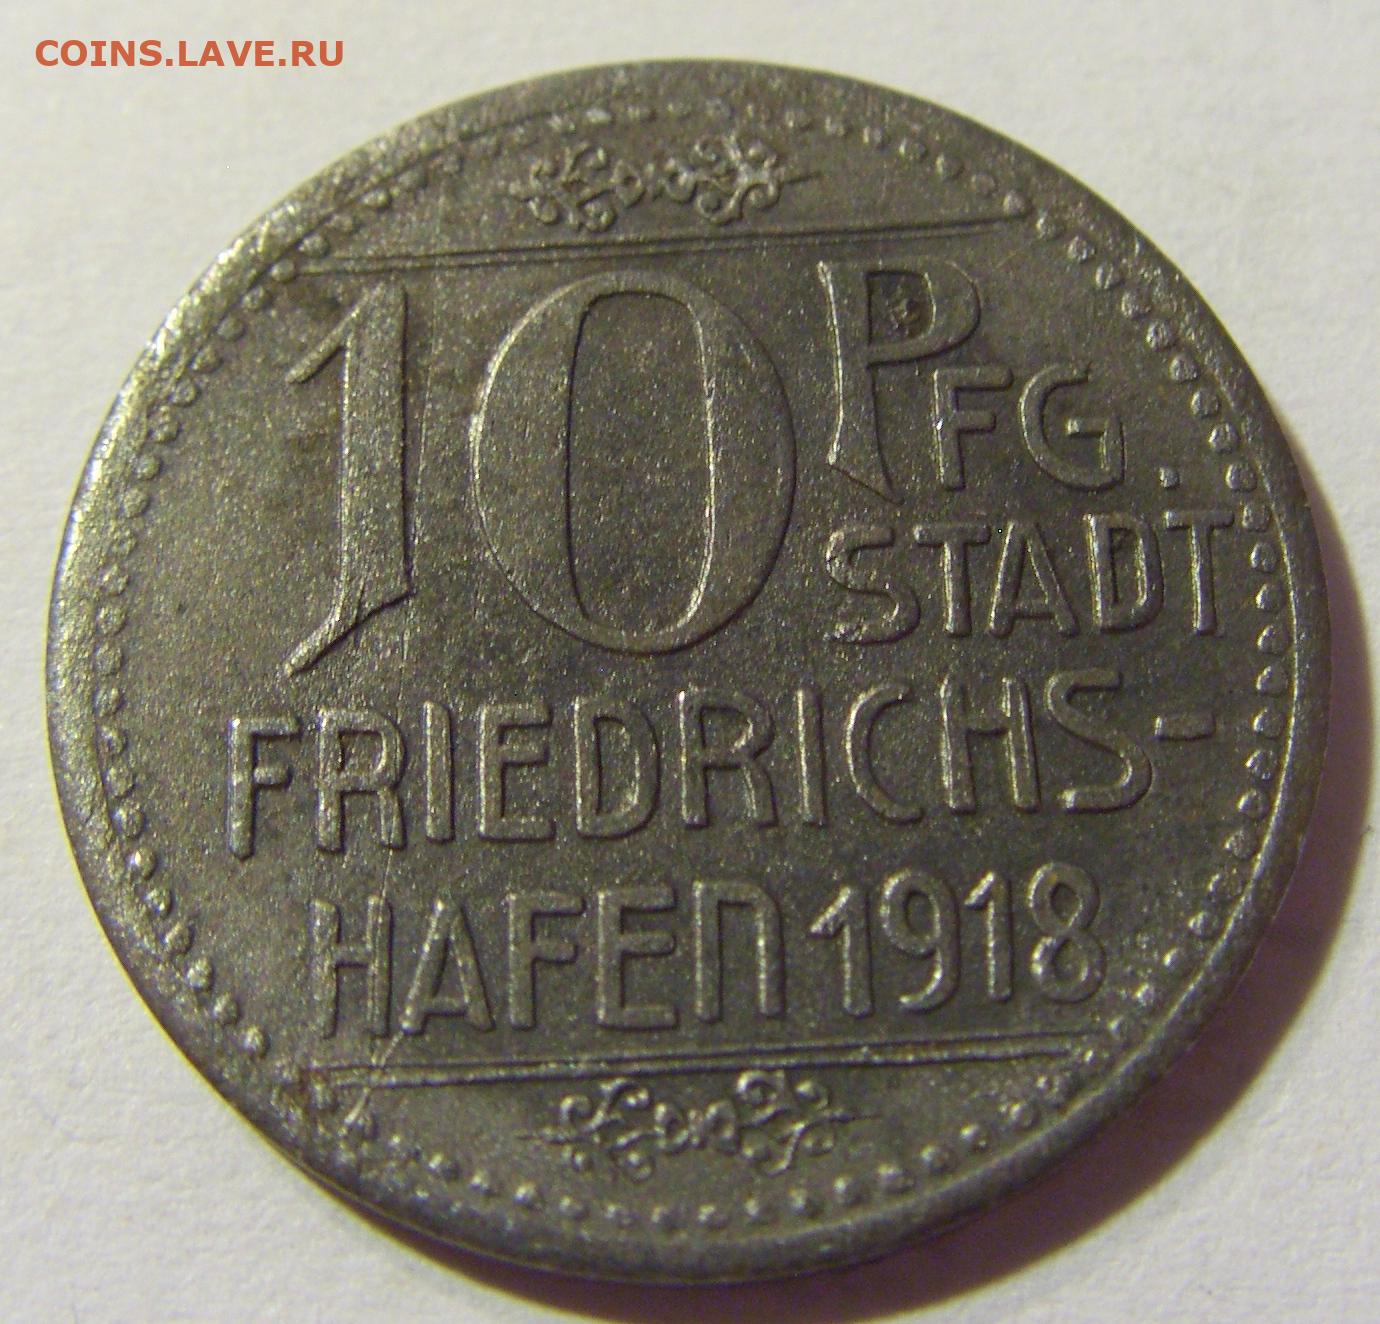 COINS.LAVE.RU
10 PFG.
STADT
FRIEDRICHS-
HAFEN 1918